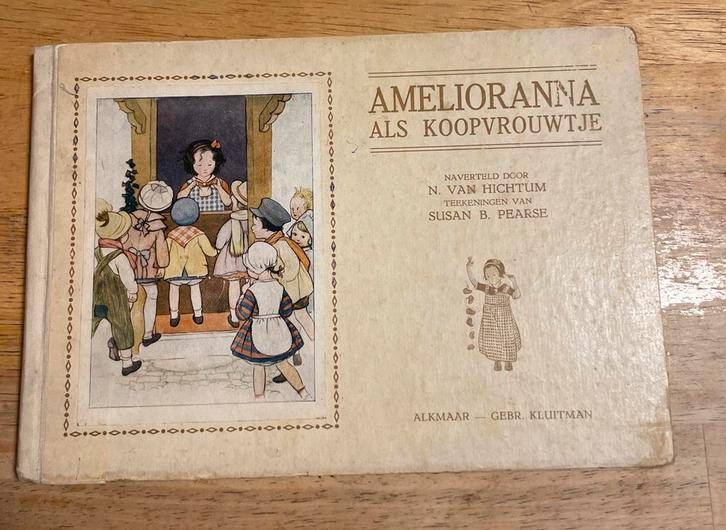 AMELIORANNA
ALS KOOPVROUWTJE
NAVERTELD DOOR
N. VAN HICHTUM
TEEKENINGEN VAN
SUSAN B. PEARSE
ALKMAAR — GEBR. KLUITMAN